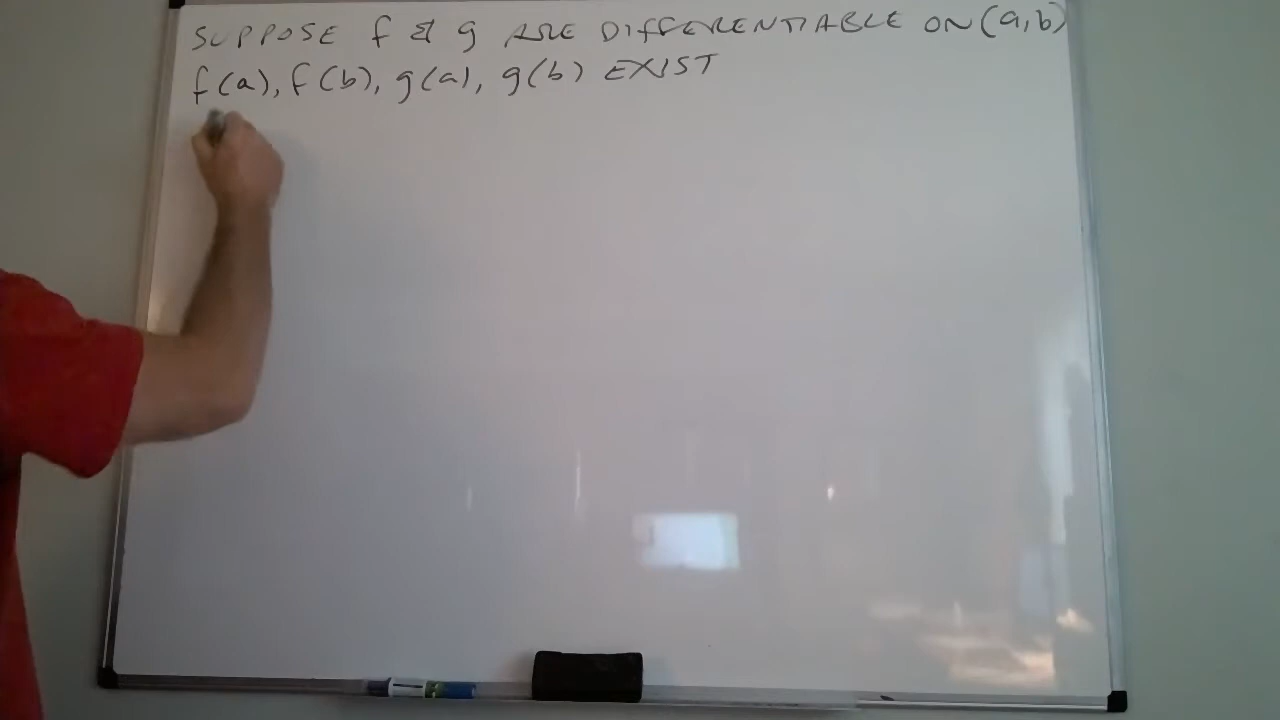 SUPPOSE f & g ARE DIFFERENTIABLE ON (a,b)
f(a), f(b), g(a), g(b) EXIST